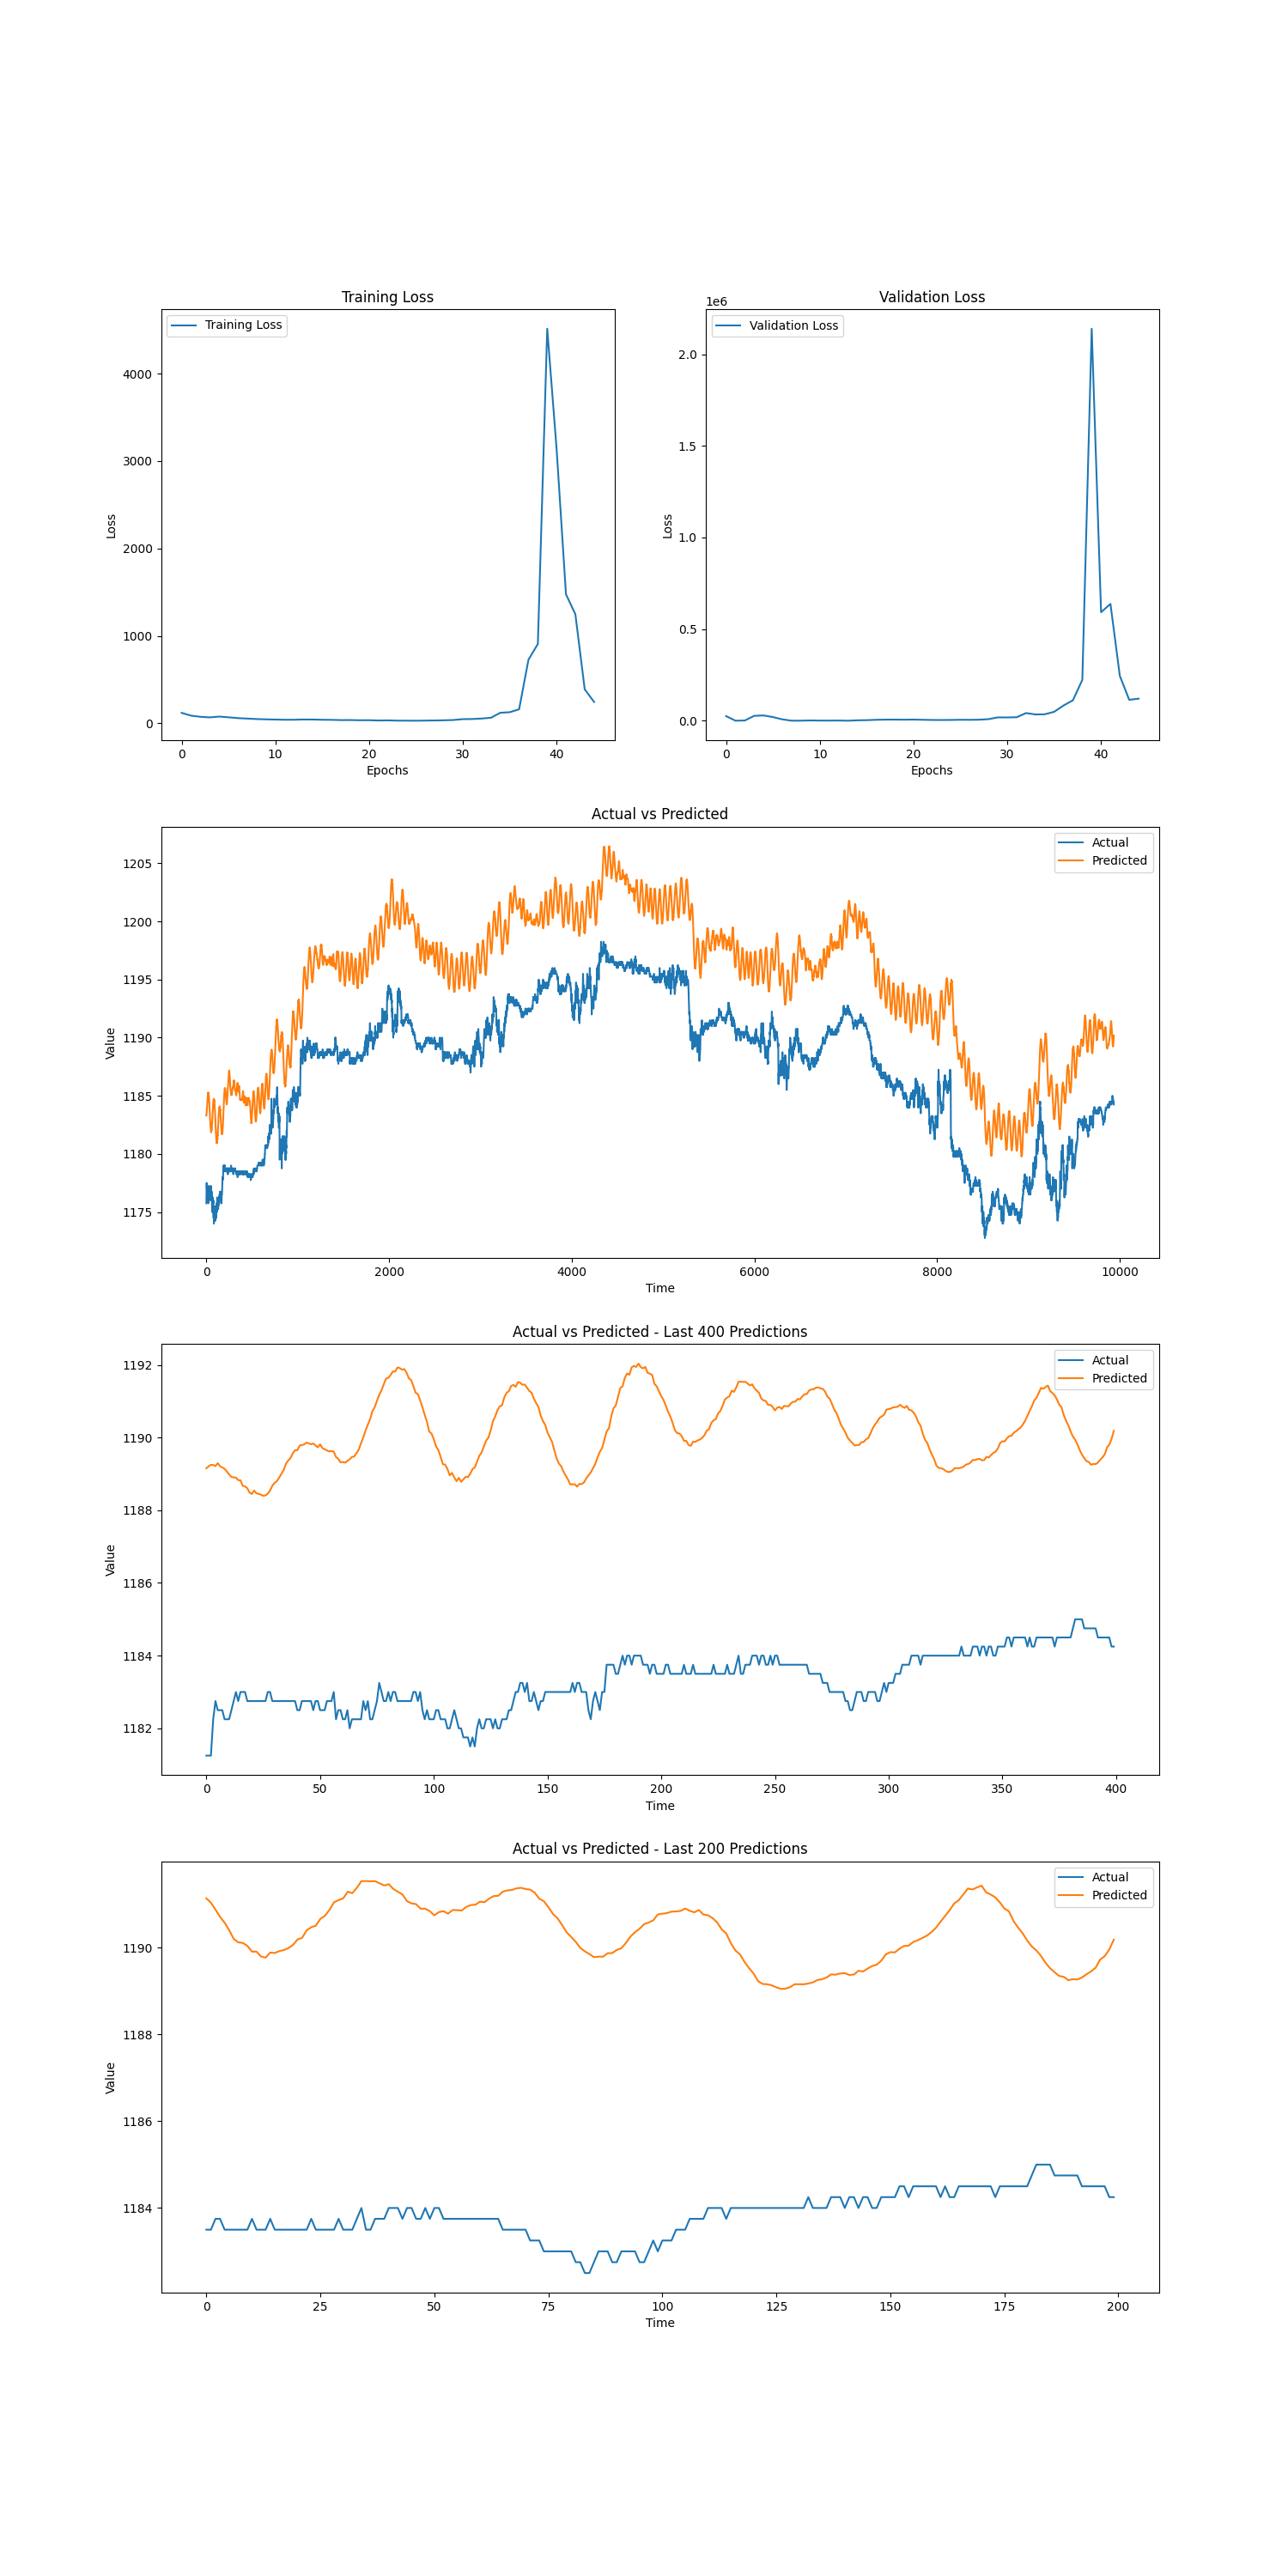 Training Loss
Training Loss
4000
3000
2000
1000
0
Loss
0 10 20 30 40
Epochs
Validation Loss
1e6
Validation Loss
2.0
1.5
1.0
0.5
0.0
Loss
0 10 20 30 40
Epochs
Actual vs Predicted
Actual
Predicted
1205
1200
1195
1190
1185
1180
1175
Value
0 2000 4000 6000 8000 10000
Time
Actual vs Predicted - Last 400 Predictions
Actual
Predicted
1192
1190
1188
1186
1184
1182
Value
0 50 100 150 200 250 300 350 400
Time
Actual vs Predicted - Last 200 Predictions
Actual
Predicted
1190
1188
1186
1184
Value
0 25 50 75 100 125 150 175 200
Time